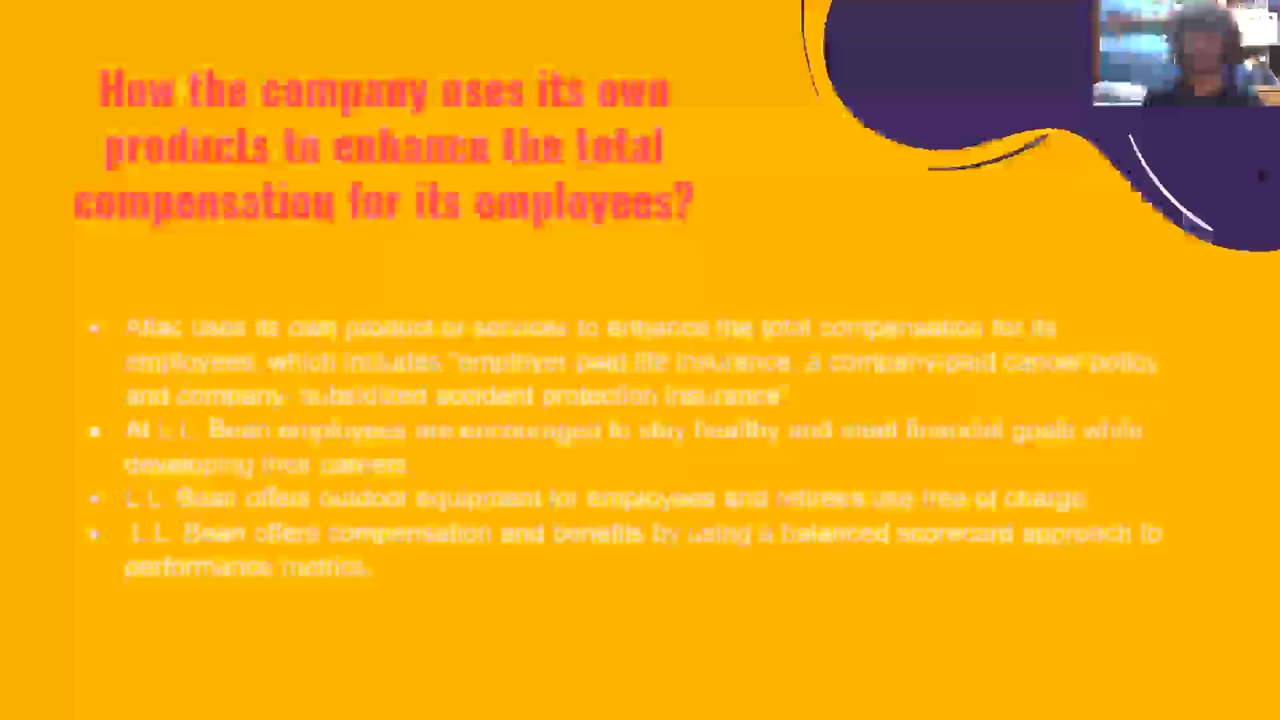 How the company uses its own
products to enhance the total
compensation for its employees?
• Aflac uses its own product or services to enhance the total compensation for its
employees, which includes "employer paid life insurance, a company-paid cancer policy
and company- subsidized accident protection insurance"
• At L.L. Bean employees are encouraged to stay healthy and meet financial goals while
developing their careers.
• L.L. Bean offers outdoor equipment for employees and retirees use free of charge.
• L.L. Bean offers compensation and benefits by using a balanced scorecard approach to
performance metrics.